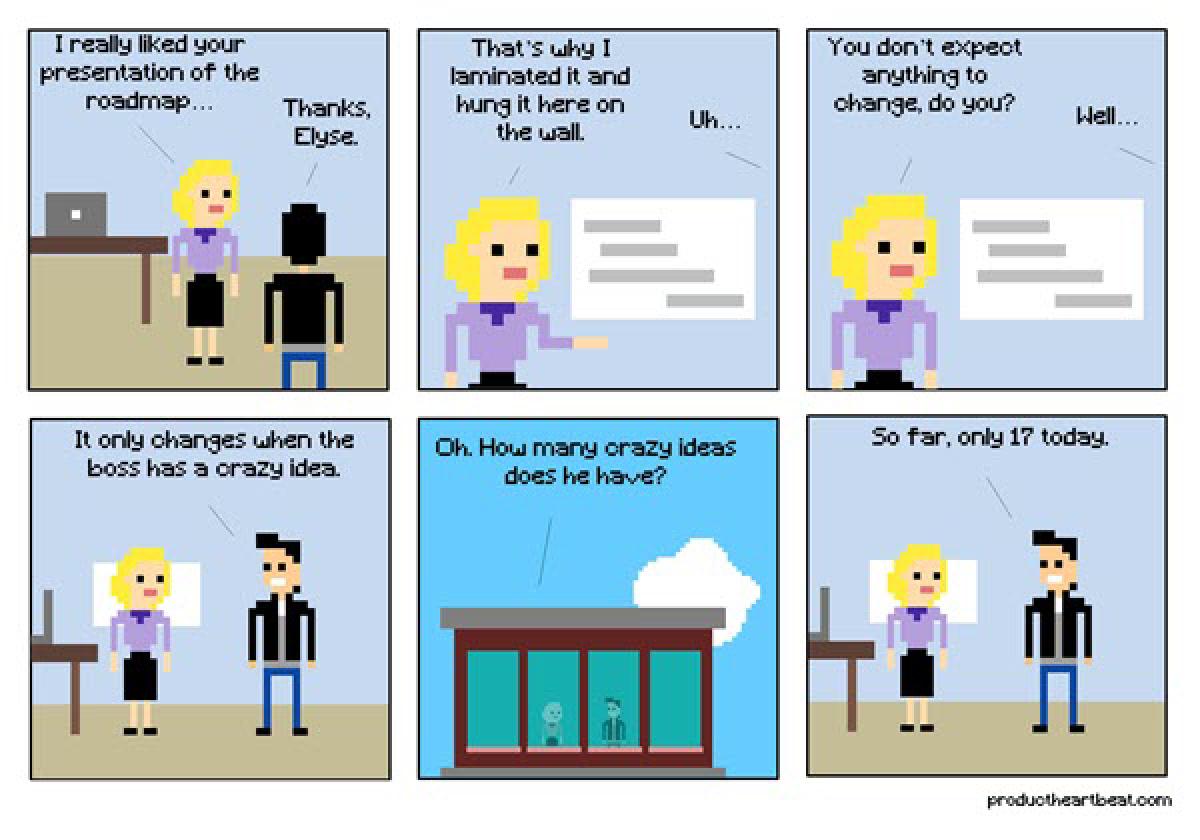 I really liked your
presentation of the
roadmap...
Thanks,
Elyse.
That's why I
laminated it and
hung it here on
the wall.
Uh...
You don't expect
anything to
change, do you?
Well...
It only changes when the
boss has a crazy idea.
Oh. How many crazy ideas
does he have?
So far, only 17 today.
productheartbeat.com